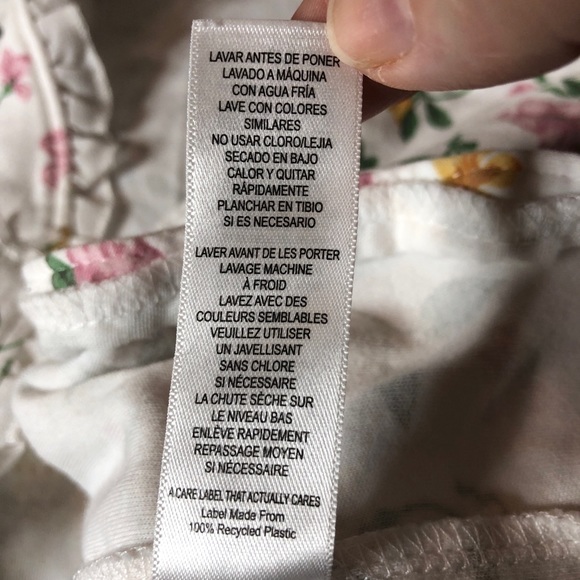 LAVAR ANTES DE PONER
LAVADO A MÁQUINA
CON AGUA FRÍA
LAVE CON COLORES
SIMILARES
NO USAR CLORO/LEJIA
SECADO EN BAJO
CALOR Y QUITAR
RÁPIDAMENTE
PLANCHAR EN TIBIO
SI ES NECESARIO
LAVER AVANT DE LES PORTER
LAVAGE MACHINE
À FROID
LAVEZ AVEC DES
COULEURS SEMBLABLES
VEUILLEZ UTILISER
UN JAVELLISANT
SANS CHLORE
SI NÉCESSAIRE
LA CHUTE SÈCHE SUR
LE NIVEAU BAS
ENLÈVE RAPIDEMENT
REPASSAGE MOYEN
SI NÉCESSAIRE
A CARE LABEL THAT ACTUALLY CARES
Label Made From
100% Recycled Plastic